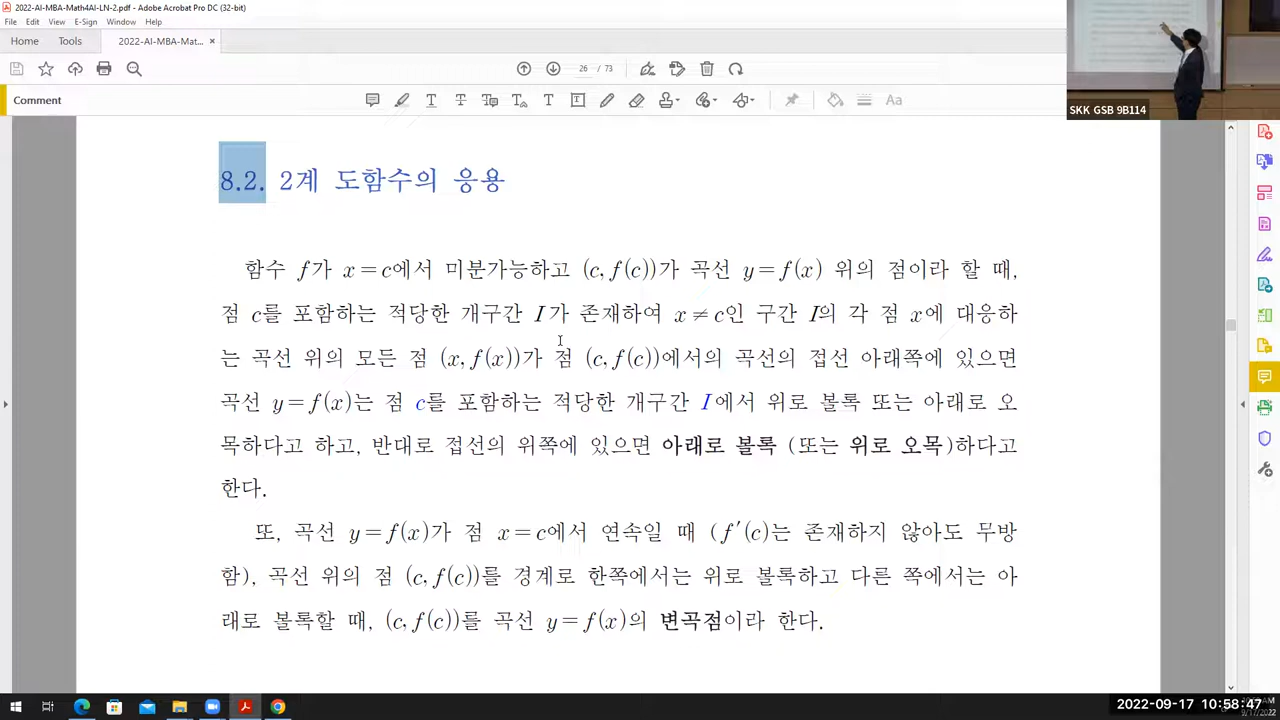 2022-AI-MBA-Math4AI-LN-2.pdf - Adobe Acrobat Pro DC (32-bit)
File Edit View E-Sign Window Help
Home Tools 2022-AI-MBA-Mat... ×
26 / 73
Comment
SKK GSB 9B114
8.2. 2계 도함수의 응용
함수 f가 x=c에서 미분가능하고 (c, f(c))가 곡선 y=f(x) 위의 점이라 할 때,
점 c를 포함하는 적당한 개구간 I가 존재하여 x≠c인 구간 I의 각 점 x에 대응하
는 곡선 위의 모든 점 (x, f(x))가 점 (c, f(c))에서의 곡선의 접선 아래쪽에 있으면
곡선 y=f(x)는 점 c를 포함하는 적당한 개구간 I에서 위로 볼록 또는 아래로 오
목하다고 하고, 반대로 접선의 위쪽에 있으면 아래로 볼록 (또는 위로 오목)하다고
한다.
또, 곡선 y=f(x)가 점 x=c에서 연속일 때 (f′(c)는 존재하지 않아도 무방
함), 곡선 위의 점 (c, f(c))를 경계로 한쪽에서는 위로 볼록하고 다른 쪽에서는 아
래로 볼록할 때, (c, f(c))를 곡선 y=f(x)의 변곡점이라 한다.
2022-09-17 10:58:47